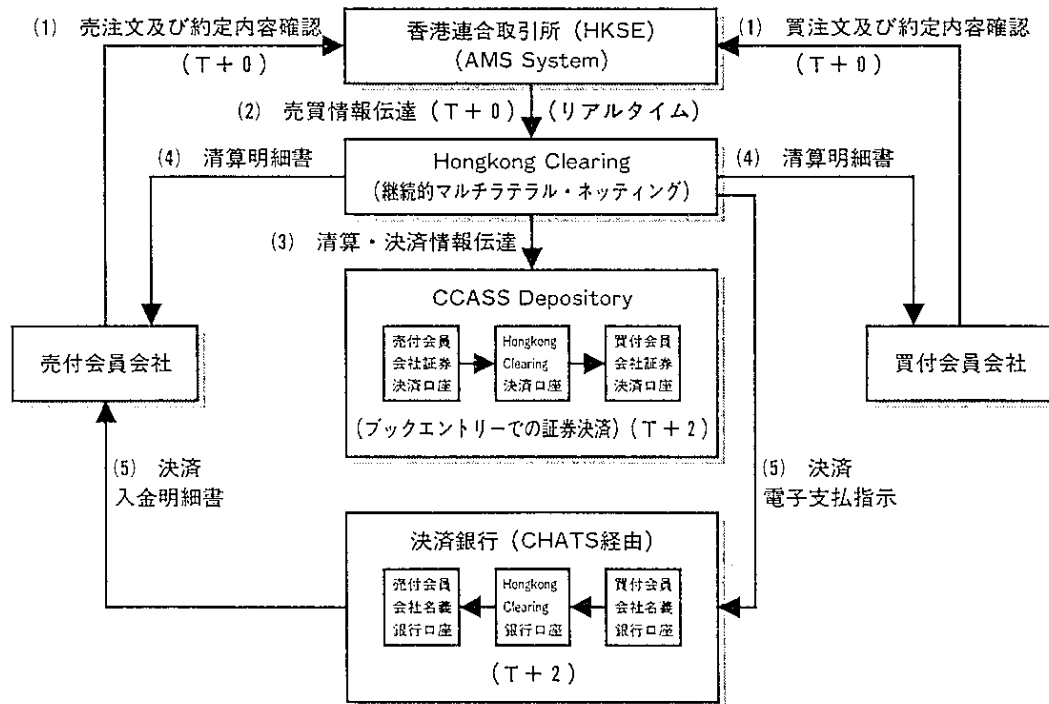 (1) 売注文及び約定内容確認
(T+0)
香港連合取引所 (HKSE)
(AMS System)
(1) 買注文及び約定内容確認
(T+0)
(2) 売買情報伝達 (T+0) (リアルタイム)
(4) 清算明細書
Hongkong Clearing
(継続的マルチラテラル・ネッティング)
(4) 清算明細書
(3) 清算・決済情報伝達
CCASS Depository
売付会員
会社証券
決済口座
Hongkong
Clearing
決済口座
買付会員
会社証券
決済口座
(ブックエントリーでの証券決済) (T+2)
売付会員会社
買付会員会社
(5) 決済
入金明細書
(5) 決済
電子支払指示
決済銀行 (CHATS経由)
売付会員
会社名義
銀行口座
Hongkong
Clearing
銀行口座
買付会員
会社名義
銀行口座
(T+2)